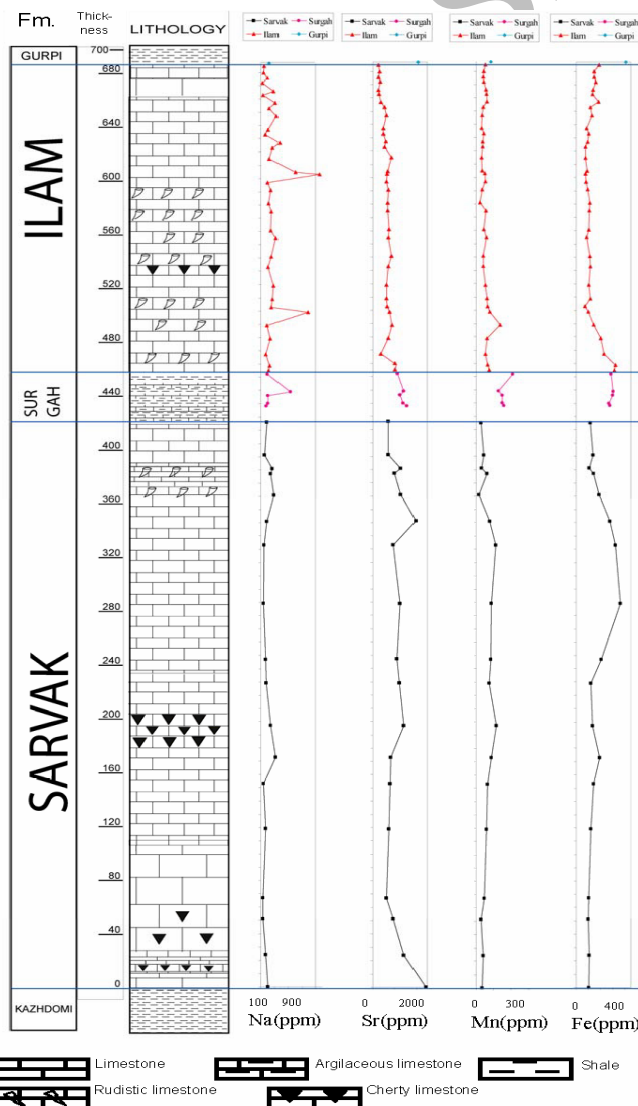 Fm.
Thick-
ness
LITHOLOGY
Sarvak Surgah
Ilam Gurpi
Sarvak Surgah
Ilam Gurpi
Sarvak Surgah
Ilam Gurpi
Sarvak Surgah
Ilam Gurpi
GURPI
700
680
640
ILAM
600
560
520
480
SUR
GAH
440
400
360
320
280
240
SARVAK
200
160
120
80
40
0
KAZHDOMI
100 900
0 2000
0 300
0 400
Na(ppm)
Sr(ppm)
Mn(ppm)
Fe(ppm)
Limestone
Argilaceous limestone
Shale
Rudistic limestone
Cherty limestone